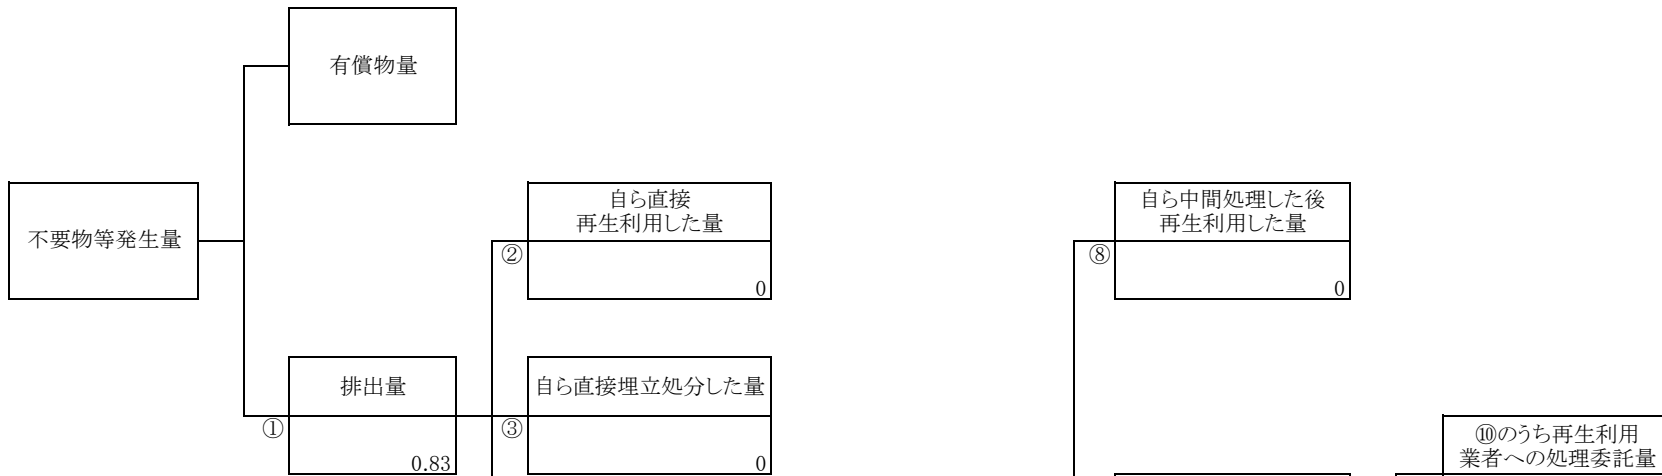 有償物量
不要物等発生量
自ら直接
再生利用した量
②
0
自ら中間処理した後
再生利用した量
⑧
0
排出量
①
0.83
自ら直接埋立処分した量
③
0
⑩のうち再生利用
業者への処理委託量